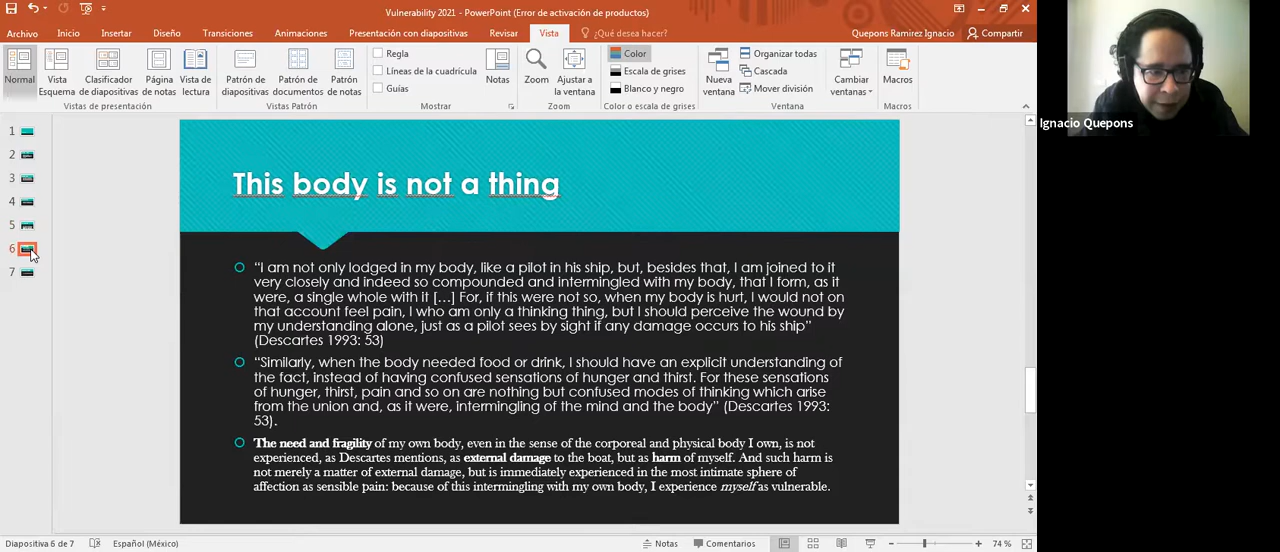 Vulnerability 2021 - PowerPoint (Error de activación de productos)
Archivo Inicio Insertar Diseño Transiciones Animaciones Presentación con diapositivas Revisar Vista ¿Qué desea hacer? Quepons Ramirez Ignacio Compartir
Normal
Vista Esquema
Clasificador de diapositivas
Página de notas
Vista de lectura
Vistas de presentación
Patrón de diapositivas
Patrón de documentos
Patrón de notas
Vistas Patrón
Regla
Líneas de la cuadrícula
Guías
Mostrar
Notas
Zoom
Ajustar a la ventana
Zoom
Color
Escala de grises
Blanco y negro
Color o escala de grises
Nueva ventana
Organizar todas
Cascada
Mover división
Ventana
Cambiar ventanas
Macros
Macros
1
2
3
4
5
6
7
This body is not a thing
“I am not only lodged in my body, like a pilot in his ship, but, besides that, I am joined to it
very closely and indeed so compounded and intermingled with my body, that I form, as it
were, a single whole with it […] For, if this were not so, when my body is hurt, I would not on
that account feel pain, I who am only a thinking thing, but I should perceive the wound by
my understanding alone, just as a pilot sees by sight if any damage occurs to his ship”
(Descartes 1993: 53)
“Similarly, when the body needed food or drink, I should have an explicit understanding of
the fact, instead of having confused sensations of hunger and thirst. For these sensations
of hunger, thirst, pain and so on are nothing but confused modes of thinking which arise
from the union and, as it were, intermingling of the mind and the body” (Descartes 1993:
53).
The need and fragility of my own body, even in the sense of the corporeal and physical body I own, is not
experienced, as Descartes mentions, as external damage to the boat, but as harm of myself. And such harm is
not merely a matter of external damage, but is immediately experienced in the most intimate sphere of
affection as sensible pain: because of this intermingling with my own body, I experience myself as vulnerable.
Diapositiva 6 de 7 Español (México) Notas Comentarios 74 %
Ignacio Quepons